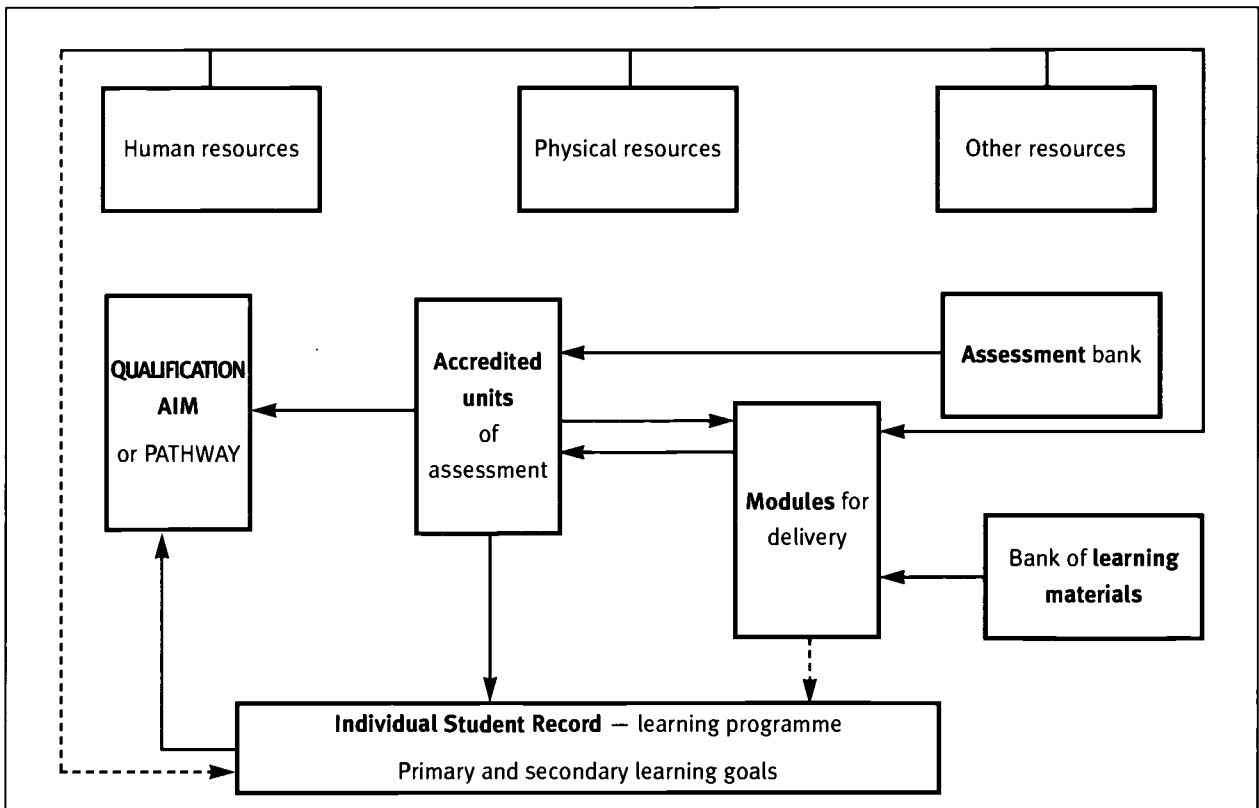 Human resources
Physical resources
Other resources
QUALIFICATION
AIM
or PATHWAY
Accredited
units
of
assessment
Assessment bank
Modules for
delivery
Bank of learning
materials
Individual Student Record — learning programme
Primary and secondary learning goals